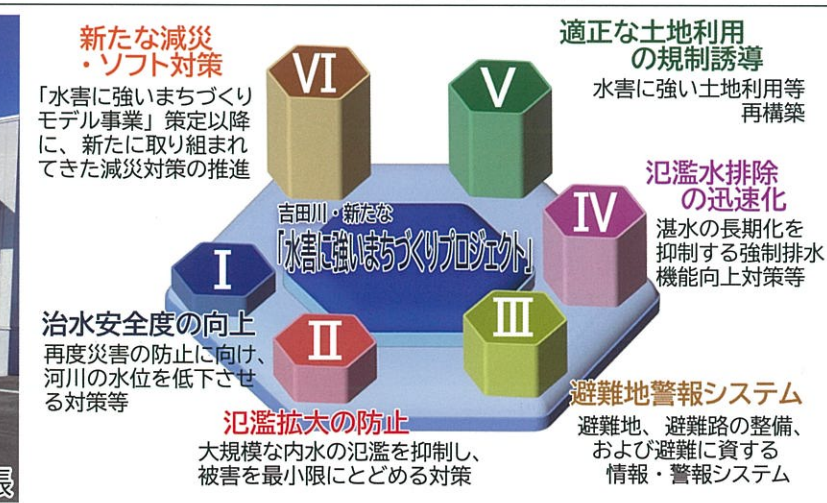 新たな減災
・ソフト対策
「水害に強いまちづくり
モデル事業」策定以降
に、新たに取り組まれ
てきた減災対策の推進
VI
V
適正な土地利用
の規制誘導
水害に強い土地利用等
再構築
氾濫水排除
の迅速化
湛水の長期化を
抑制する強制排水
機能向上対策等
IV
吉田川・新たな
「水害に強いまちづくりプロジェクト」
I
治水安全度の向上
再度災害の防止に向け、
河川の水位を低下させ
る対策等
II
氾濫拡大の防止
大規模な内水の氾濫を抑制し、
被害を最小限にとどめる対策
III
避難地警報システム
避難地、避難路の整備、
および避難に資する
情報・警報システム
長